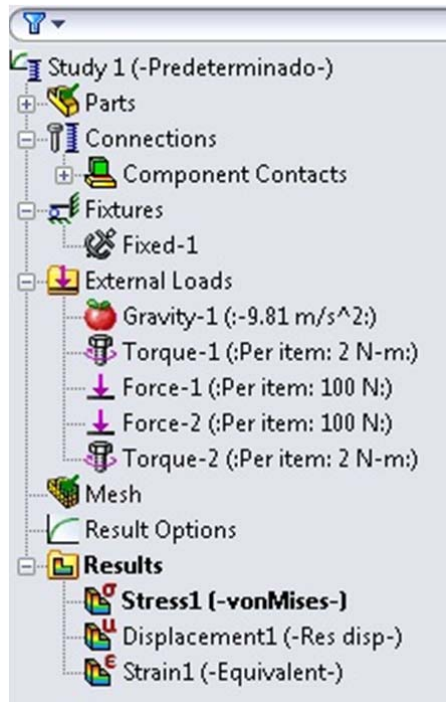 Study 1 (-Predeterminado-)
Parts
Connections
Component Contacts
Fixtures
Fixed-1
External Loads
Gravity-1 (:-9.81 m/s^2:)
Torque-1 (:Per item: 2 N-m:)
Force-1 (:Per item: 100 N:)
Force-2 (:Per item: 100 N:)
Torque-2 (:Per item: 2 N-m:)
Mesh
Result Options
Results
Stress1 (-vonMises-)
Displacement1 (-Res disp-)
Strain1 (-Equivalent-)